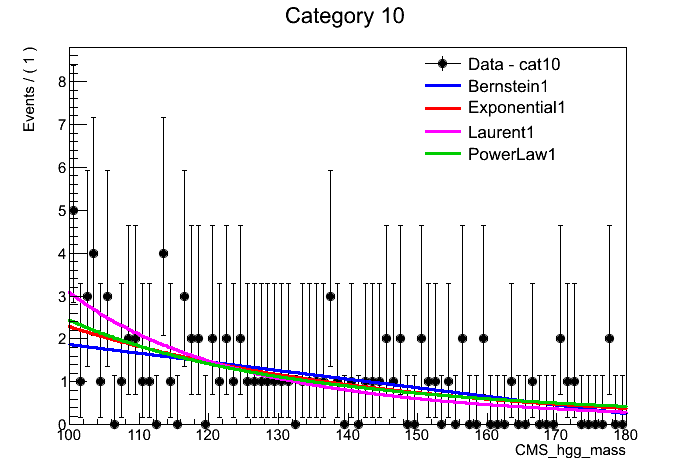 Category 10
Events / ( 1 )
Data - cat10
Bernstein1
Exponential1
Laurent1
PowerLaw1
8
7
6
5
4
3
2
1
0
100 110 120 130 140 150 160 170 180
CMS_hgg_mass